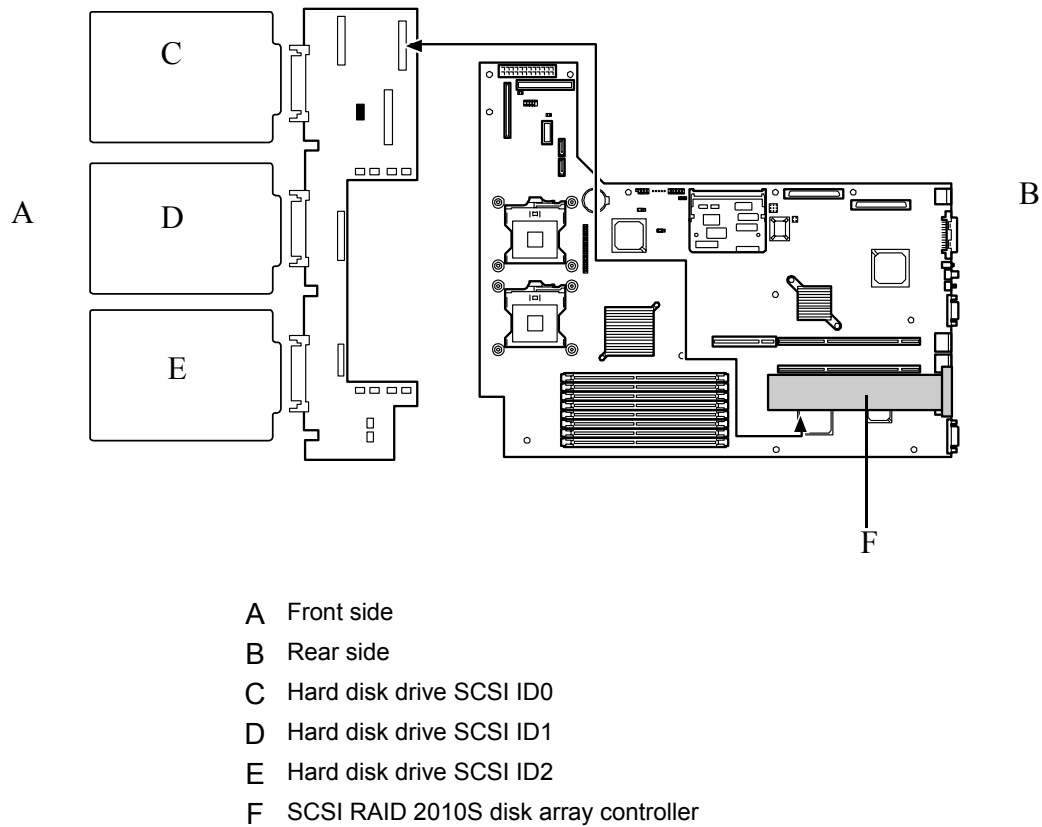 C
A
D
B
E
F
A Front side
B Rear side
C Hard disk drive SCSI ID0
D Hard disk drive SCSI ID1
E Hard disk drive SCSI ID2
F SCSI RAID 2010S disk array controller